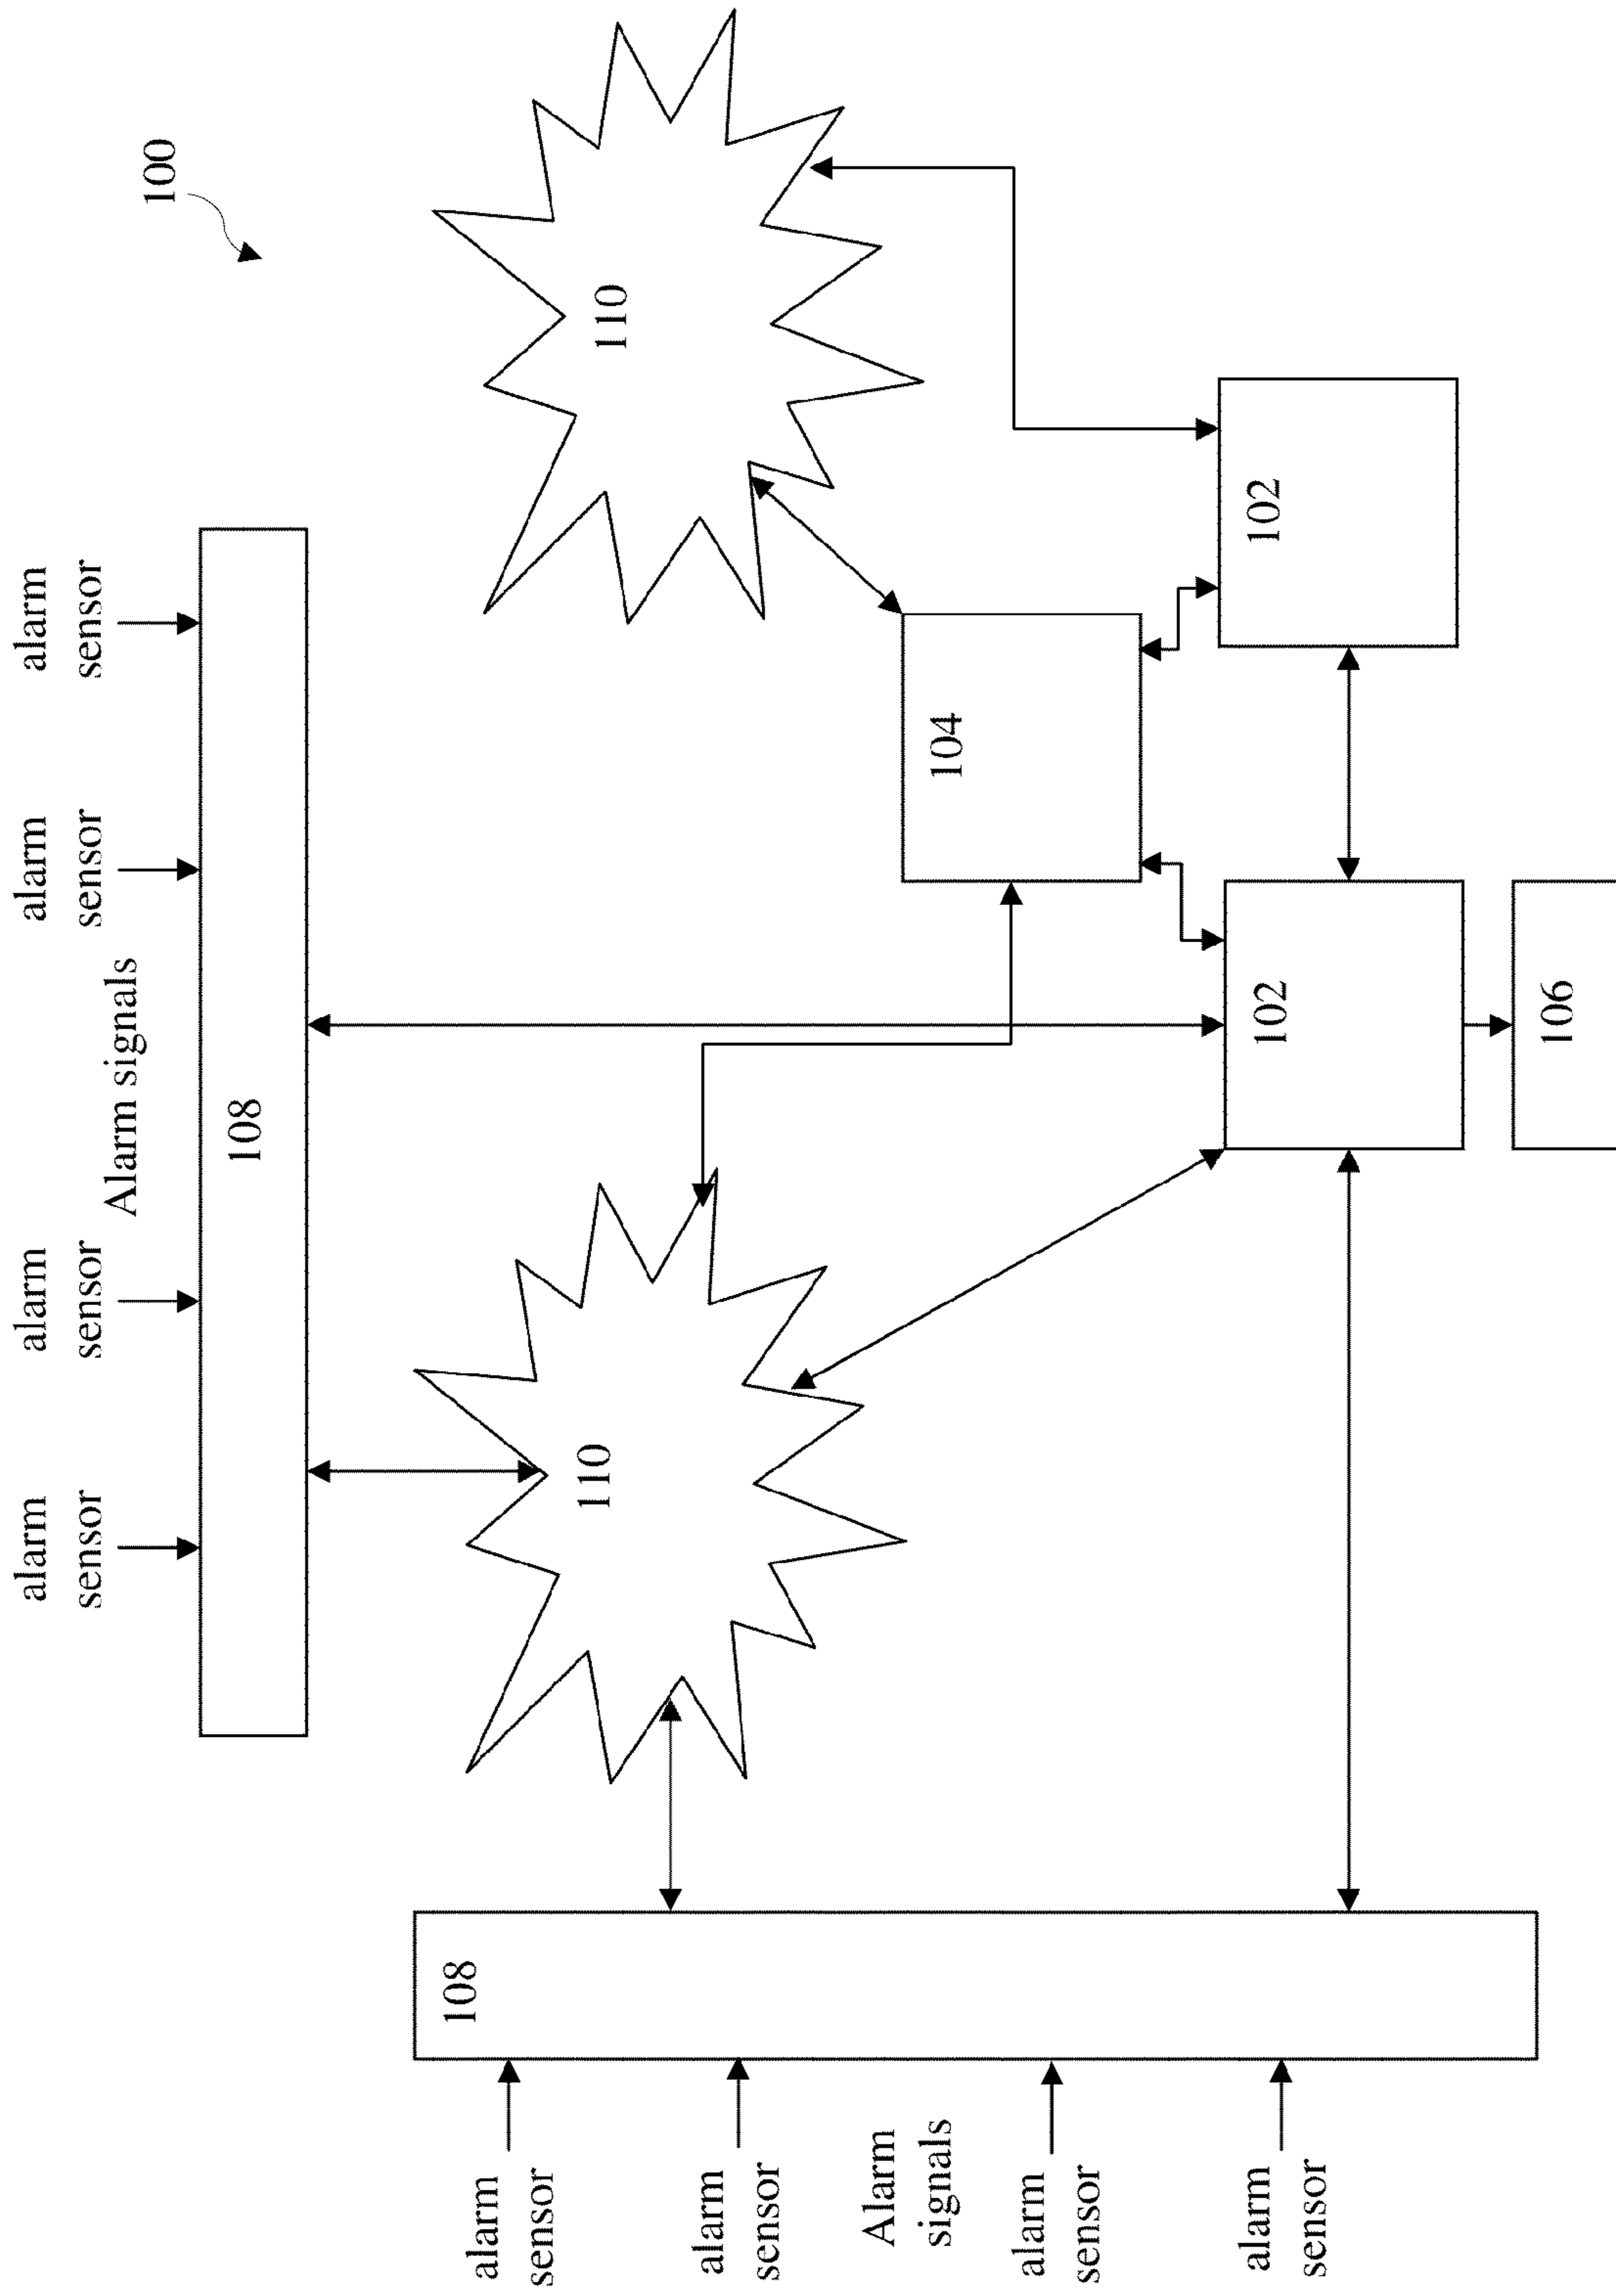 alarm
sensor
alarm
sensor
alarm
sensor
alarm
sensor
Alarm signals
100
108
alarm
sensor
108
110
110
alarm
sensor
Alarm
signals
104
alarm
sensor
alarm
sensor
102
102
106